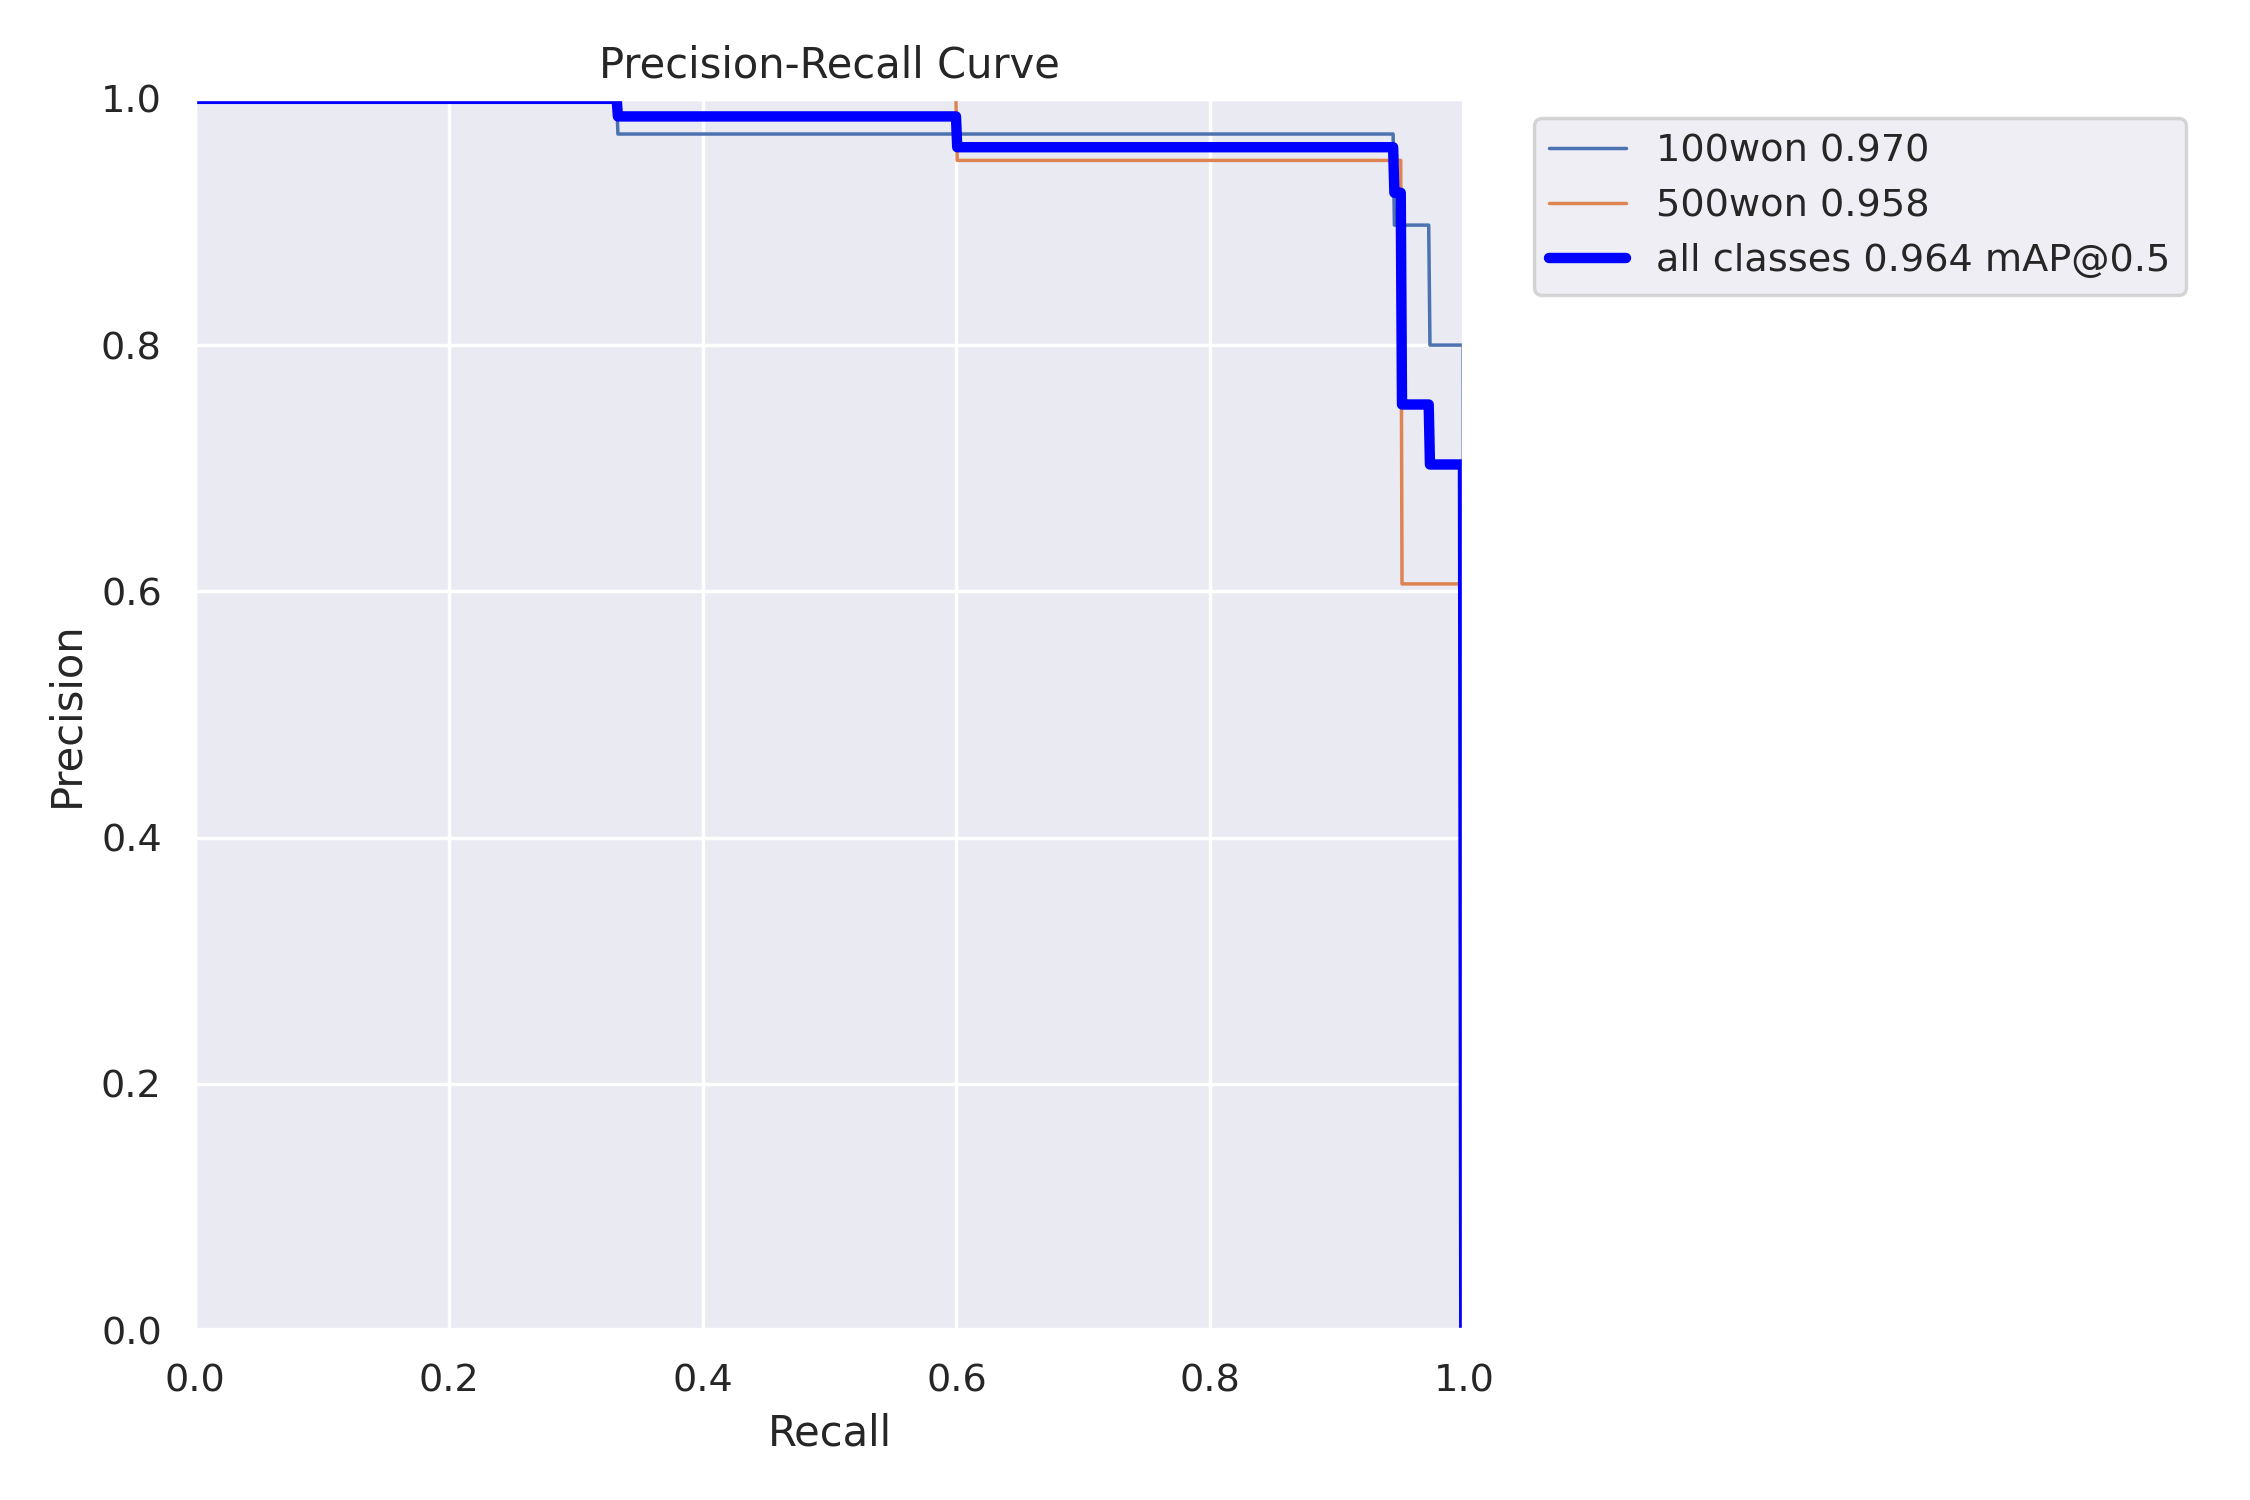 Precision-Recall Curve
1.0
0.8
0.6
0.4
0.2
0.0
Precision
0.0 0.2 0.4 0.6 0.8 1.0
Recall
100won 0.970
500won 0.958
all classes 0.964 mAP@0.5